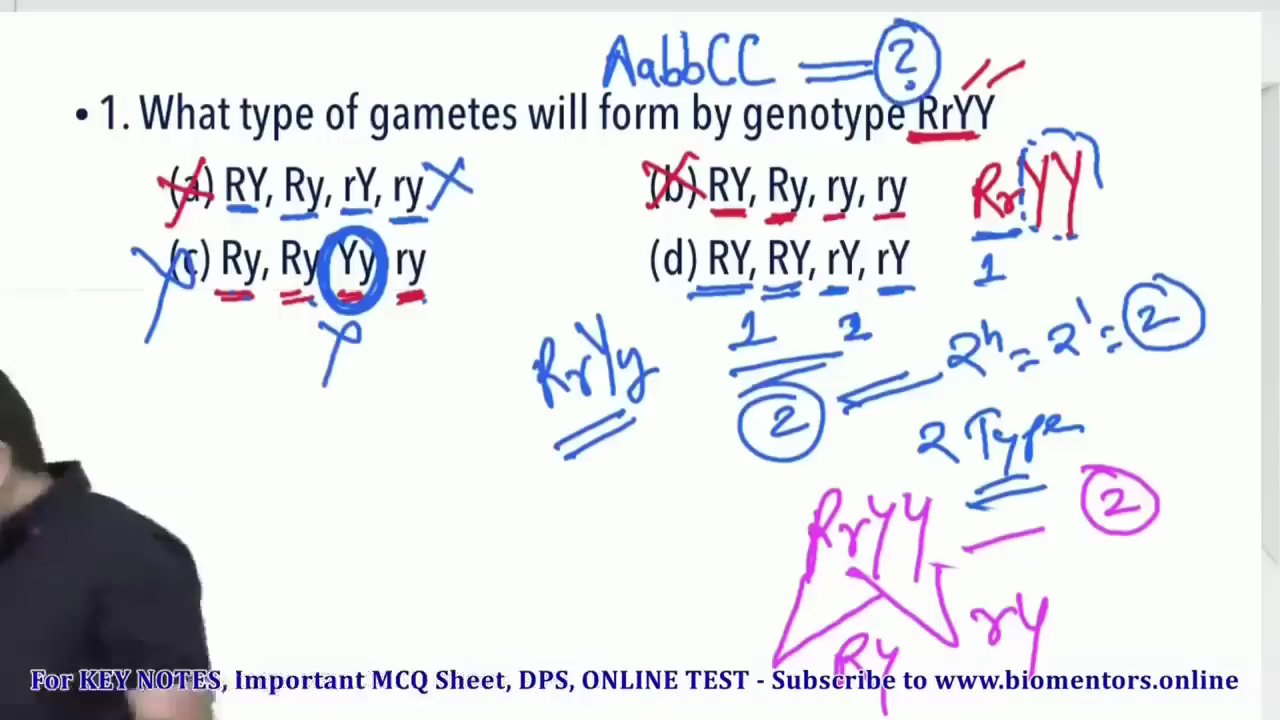 AabbCC = ?
• 1. What type of gametes will form by genotype RrYY
(a) RY, Ry, rY, ry
(b) RY, Ry, ry, ry
RrYY
1
(c) Ry, Ry Yy ry
(d) RY, RY, rY, rY
1 2
RrYy
2ⁿ = 2¹ = 2
2
2 Type
RrYY
2
RY
rY
For KEY NOTES, Important MCQ Sheet, DPS, ONLINE TEST - Subscribe to www.biomentors.online